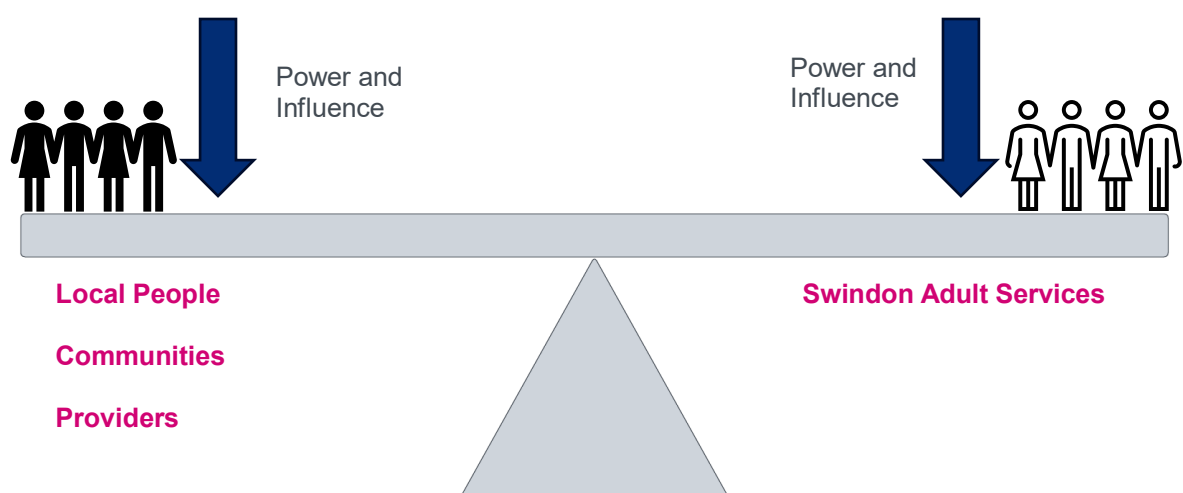 Power and
Influence
Power and
Influence
Local People
Communities
Providers
Swindon Adult Services